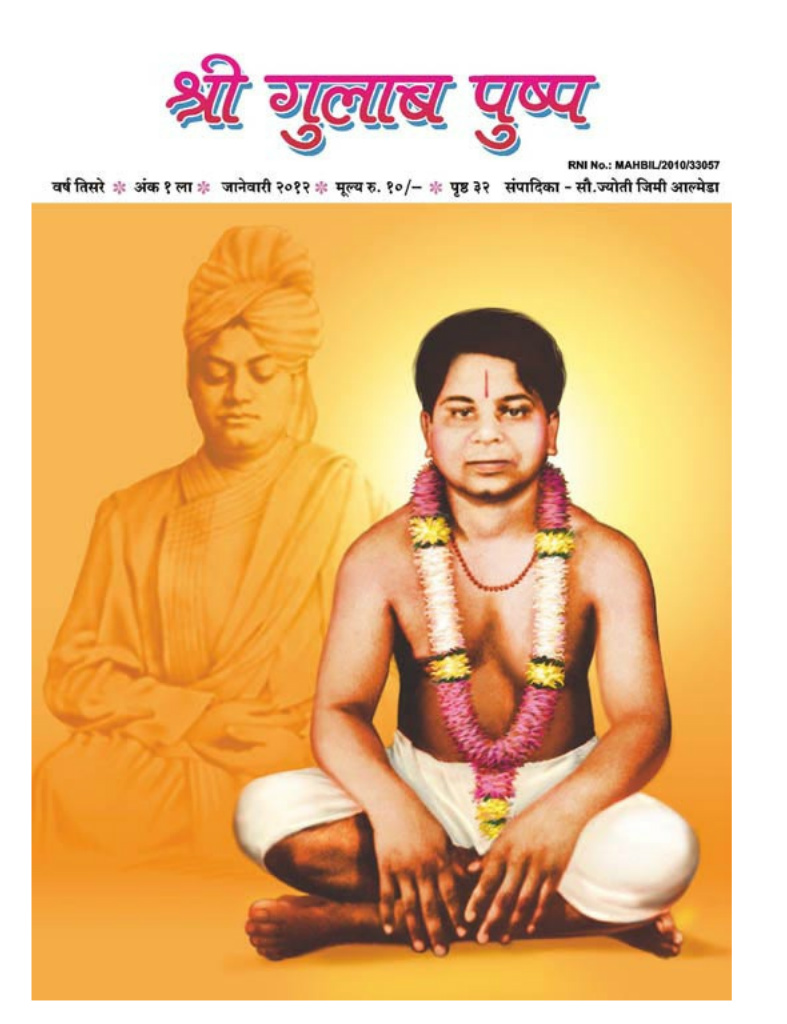 श्री गुलाब पुष्प
RNI No.: MAHBIL/2010/33057
वर्ष तिसरे ❇ अंक १ ला ❇ जानेवारी २०१२ ❇ मूल्य रु. १०/– ❇ पृष्ठ ३२ संपादिका – सौ.ज्योती जिमी आल्मेडा